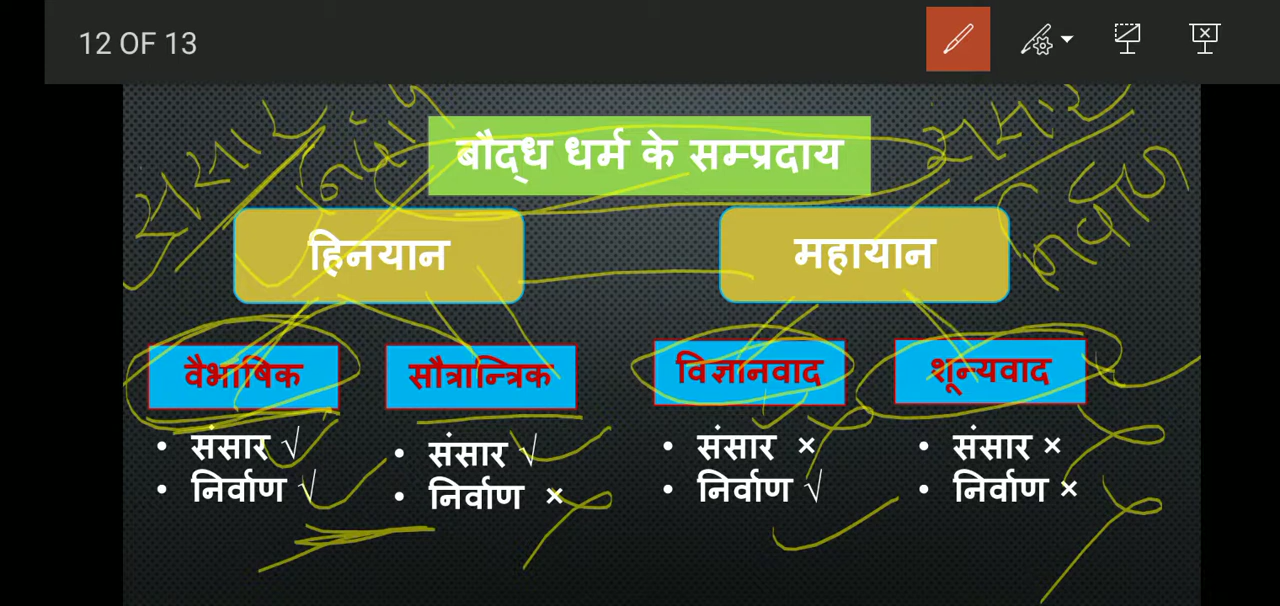 12 OF 13
बौद्ध धर्म के सम्प्रदाय
संसार
निर्वाण
संसार
निर्वाण
हिनयान
महायान
वैभाषिक
सौत्रान्त्रिक
विज्ञानवाद
शून्यवाद
• संसार √
• निर्वाण √
• संसार √
• निर्वाण ×
• संसार ×
• निर्वाण √
• संसार ×
• निर्वाण ×